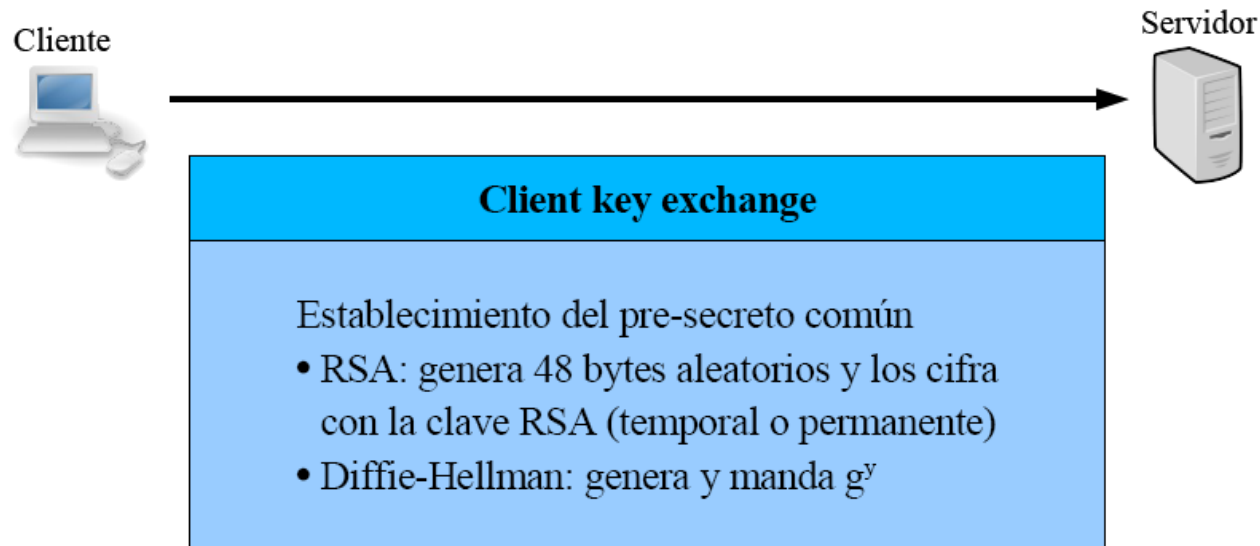 Cliente
Servidor
Client key exchange
Establecimiento del pre-secreto común
• RSA: genera 48 bytes aleatorios y los cifra
con la clave RSA (temporal o permanente)
• Diffie-Hellman: genera y manda gʸ